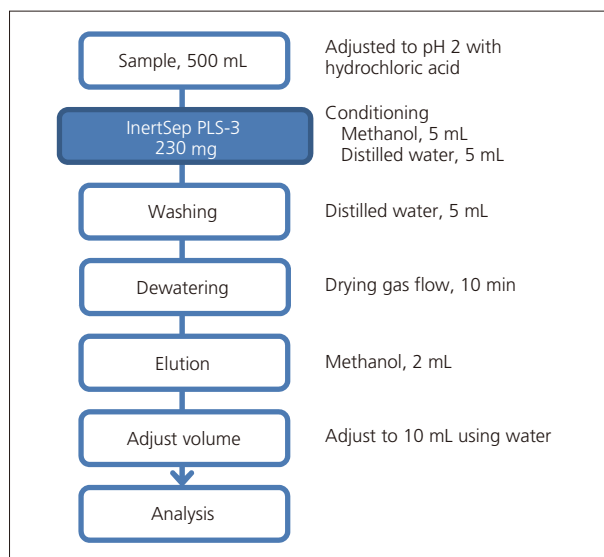 Sample, 500 mL
Adjusted to pH 2 with
hydrochloric acid
InertSep PLS-3
230 mg
Conditioning
Methanol, 5 mL
Distilled water, 5 mL
Washing
Distilled water, 5 mL
Dewatering
Drying gas flow, 10 min
Elution
Methanol, 2 mL
Adjust volume
Adjust to 10 mL using water
Analysis